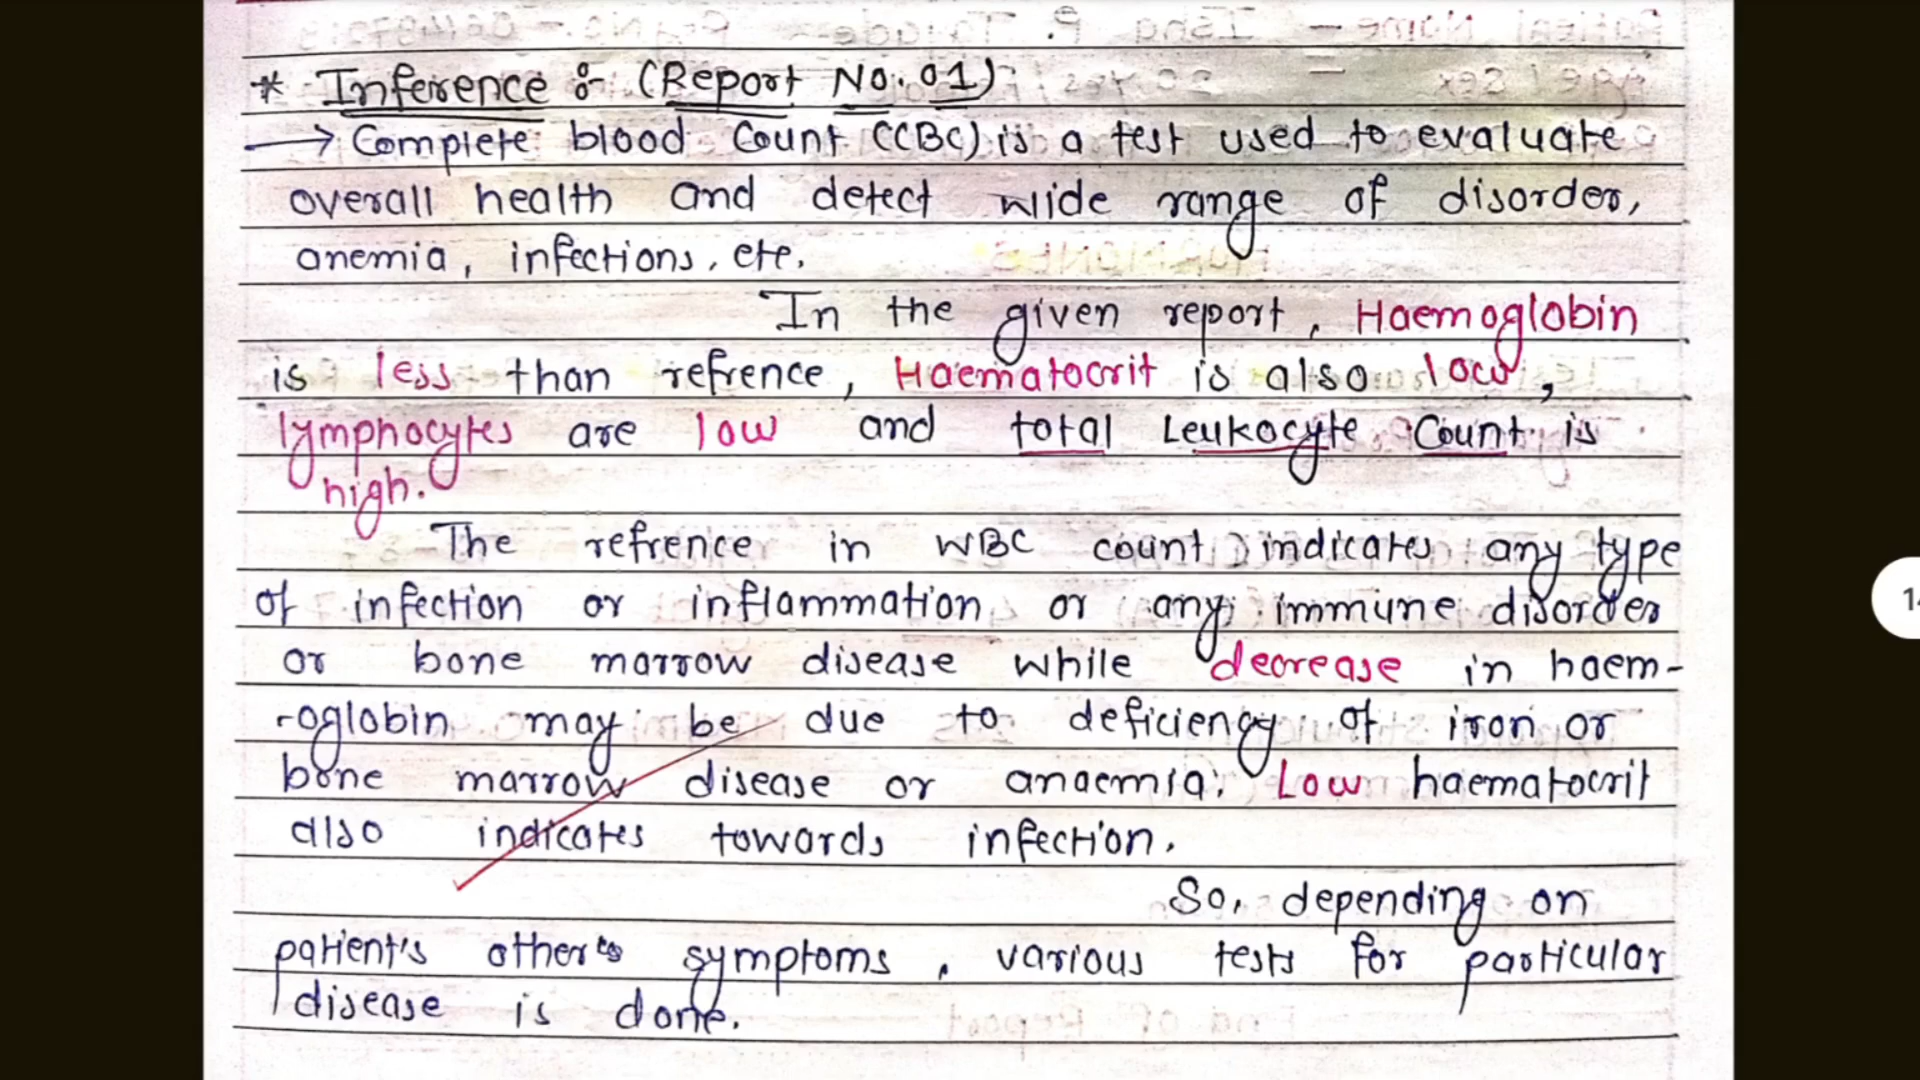 * Inference :- (Report No. 01)
→ Complete blood Count (CBC) is a test used to evaluate
overall health and detect wide range of disorder,
anemia, infections, etc.
In the given report, Haemoglobin
is less than refrence, Haematocrit is also low,
lymphocytes are low and total Leukocyte Count is
high.
The refrence in WBC count indicates any type
of infection or inflammation or any immune disorder
or bone marrow disease while decrease in haem-
-oglobin may be due to deficiency of iron or
bone marrow disease or anaemia. Low haematocrit
also indicates towards infection.
So, depending on
patient's other symptoms, various tests for particular
disease is done.